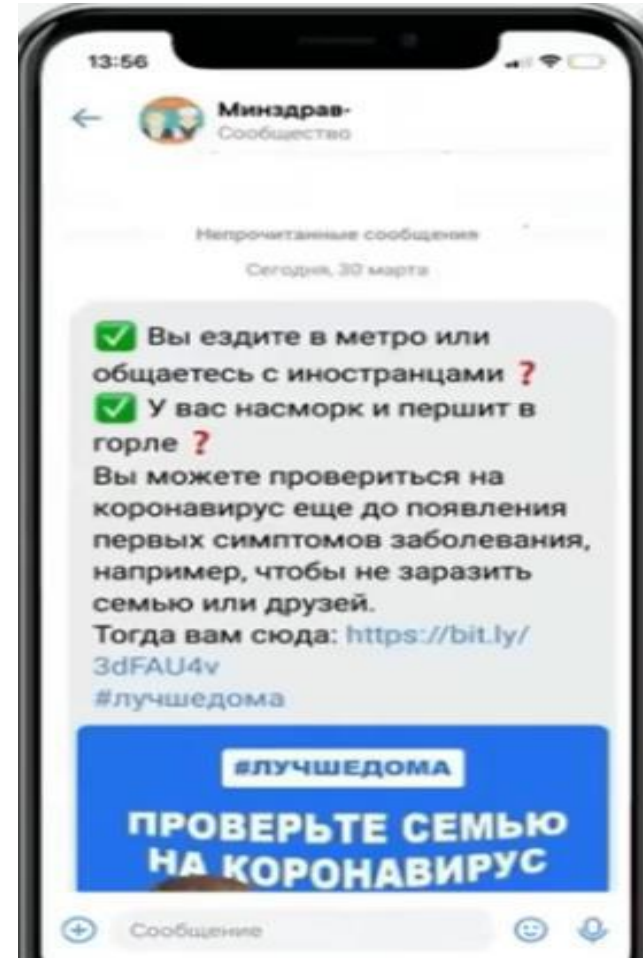 13:56
Минздрав-
Сообщество
Непрочитанные сообщения
Сегодня, 30 марта
✅ Вы ездите в метро или
общаетесь с иностранцами ❓
✅ У вас насморк и першит в
горле ❓
Вы можете провериться на
коронавирус еще до появления
первых симптомов заболевания,
например, чтобы не заразить
семью или друзей.
Тогда вам сюда: https://bit.ly/
3dFAU4v
#лучшедома
#ЛУЧШЕДОМА
ПРОВЕРЬТЕ СЕМЬЮ
НА КОРОНАВИРУС
Сообщение